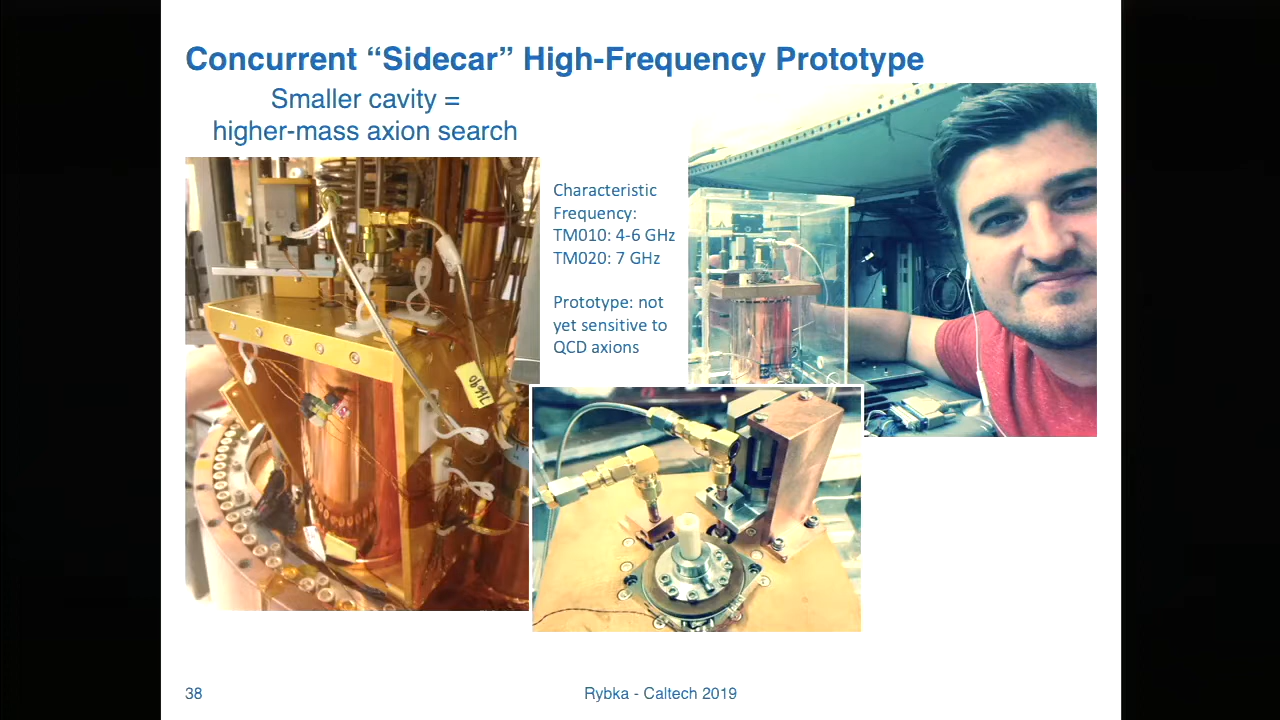 Concurrent “Sidecar” High-Frequency Prototype
Smaller cavity =
higher-mass axion search
Characteristic
Frequency:
TM010: 4-6 GHz
TM020: 7 GHz
Prototype: not
yet sensitive to
QCD axions
38
Rybka - Caltech 2019